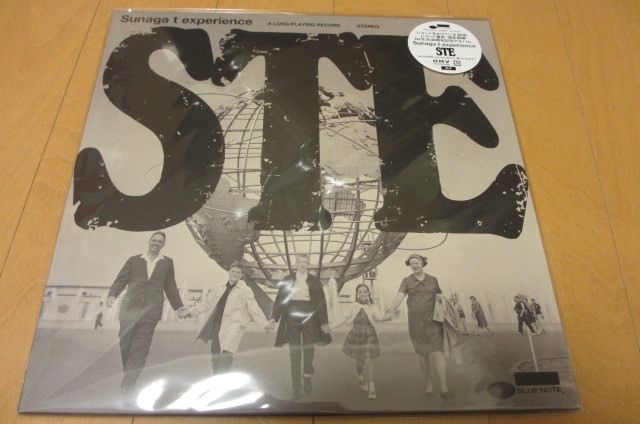 Sunaga t experience A LONG-PLAYING RECORD STEREO
STE
Sunaga t experience
STE
HMV
BLUE NOTE